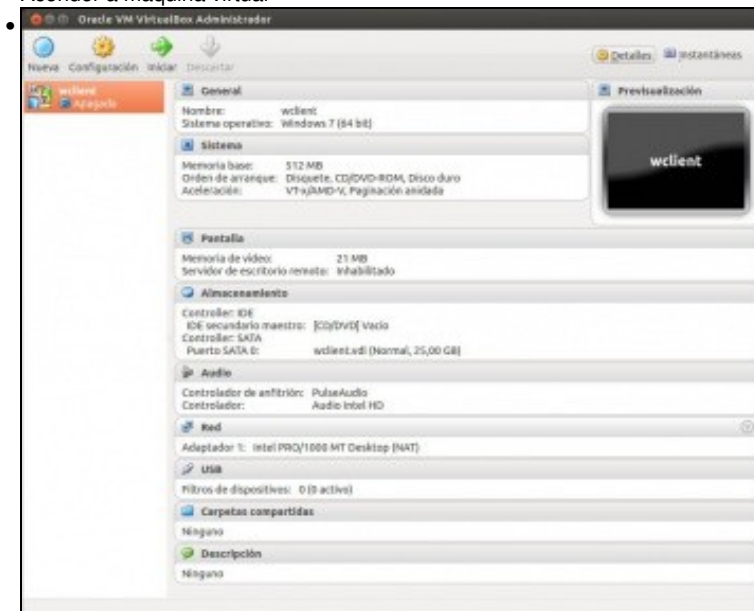 Oracle VM VirtualBox Administrador
Nueva Configuración Iniciar Descartar
Detalles Instantáneas
wclient
Apagado
General
Nombre: wclient
Sistema operativo: Windows 7 (64 bit)
Sistema
Memoria base: 512 MB
Orden de arranque: Disquete, CD/DVD-ROM, Disco duro
Aceleración: VT-x/AMD-V, Paginación anidada
Previsualización
wclient
Pantalla
Memoria de vídeo: 21 MB
Servidor de escritorio remoto: Inhabilitado
Almacenamiento
Controller: IDE
IDE secundario maestro: [CD/DVD] Vacío
Controller: SATA
Puerto SATA 0: wclient.vdi (Normal, 25,00 GB)
Audio
Controlador de anfitrión: PulseAudio
Controlador: Audio Intel HD
Red
Adaptador 1: Intel PRO/1000 MT Desktop (NAT)
USB
Filtros de dispositivos: 0 (0 activo)
Carpetas compartidas
Ninguno
Descripción
Ninguno